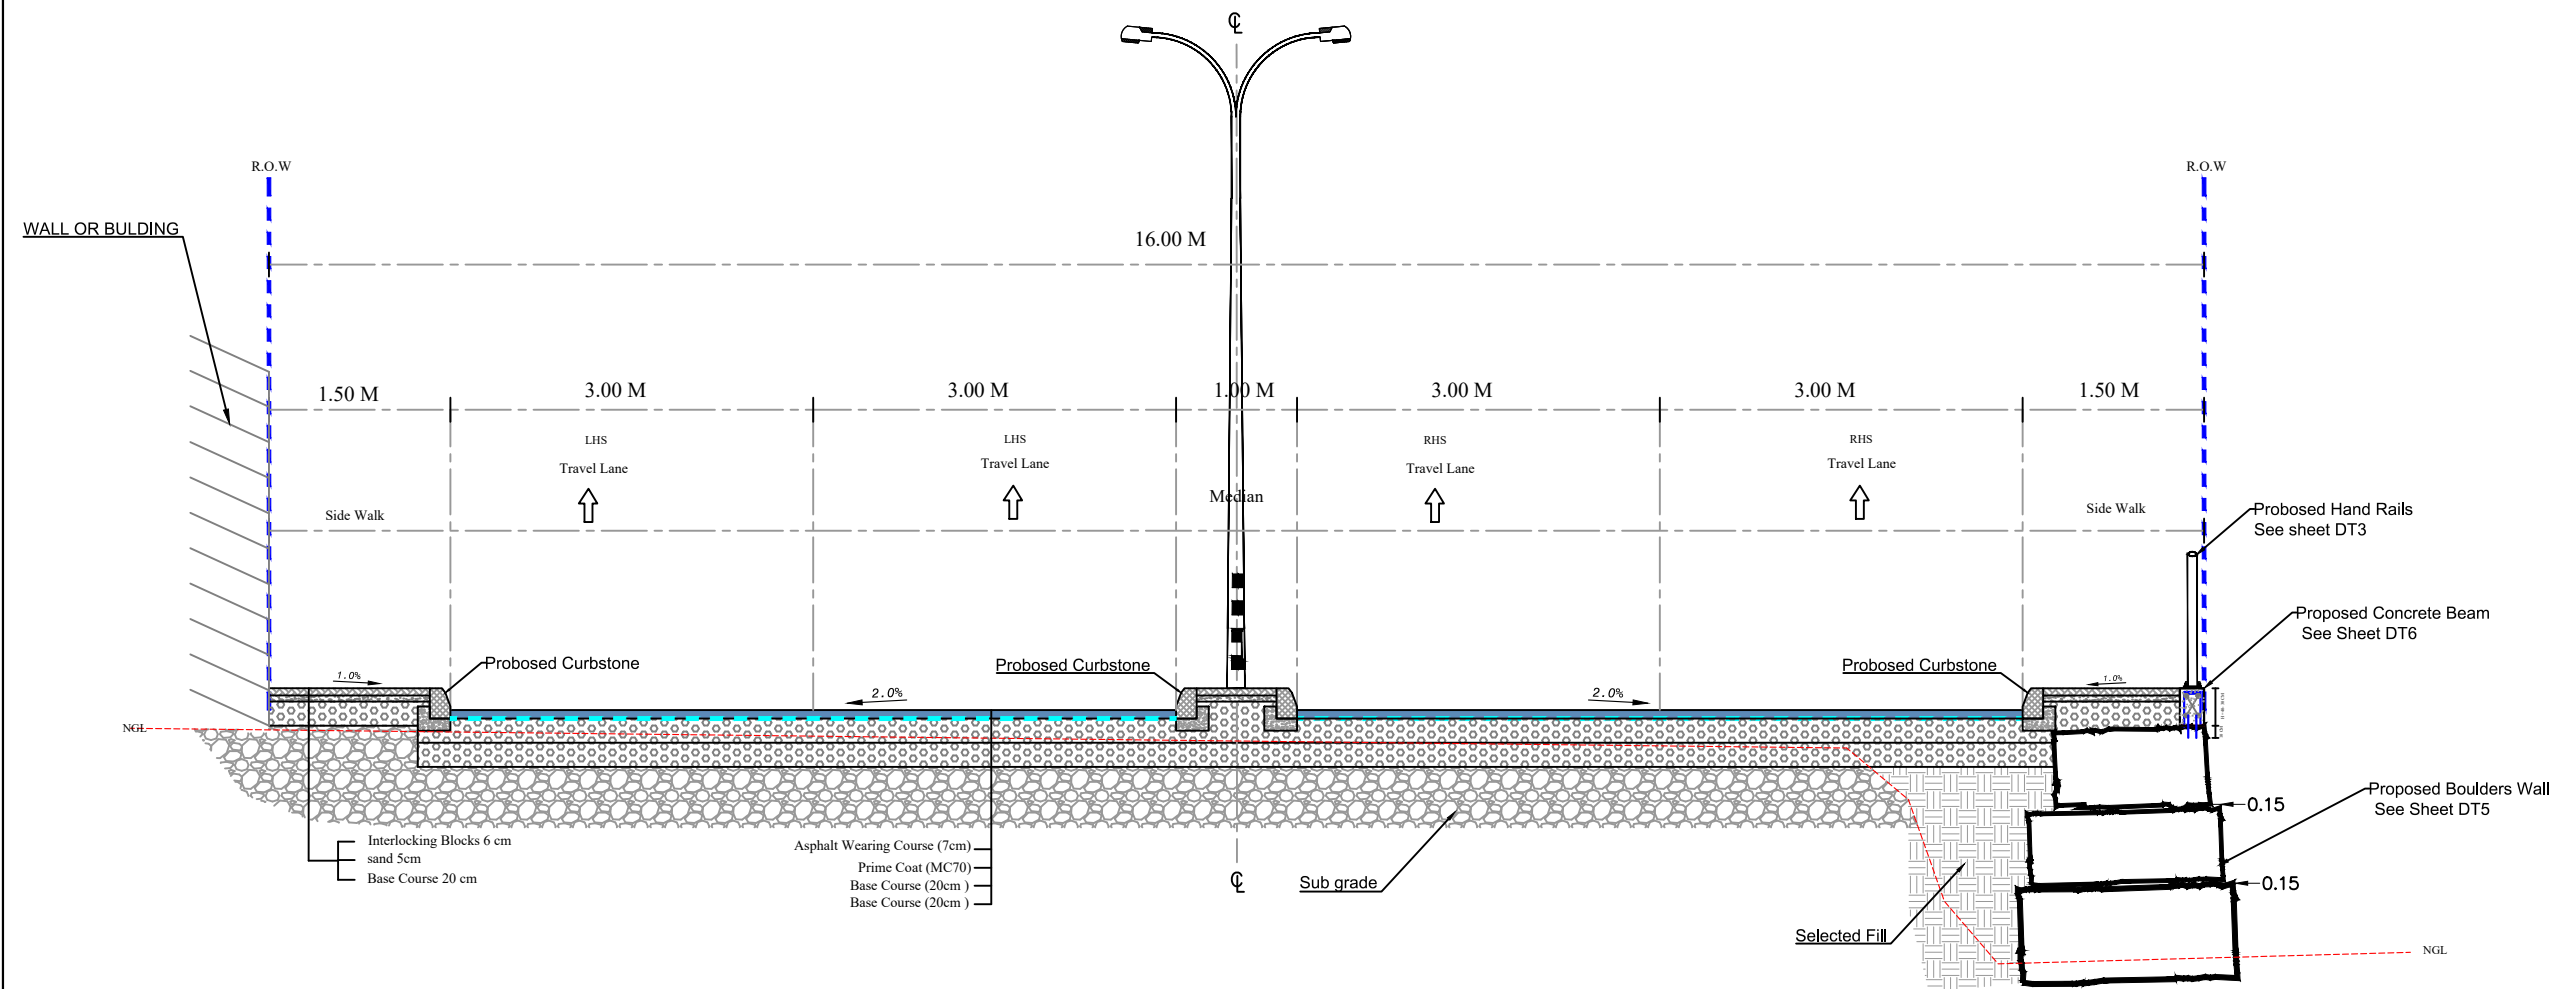 ℄
R.O.W
R.O.W
WALL OR BULDING
16.00 M
1.50 M
3.00 M
3.00 M
1.00 M
3.00 M
3.00 M
1.50 M
LHS
Travel Lane
LHS
Travel Lane
RHS
Travel Lane
RHS
Travel Lane
Median
Side Walk
Side Walk
Probosed Hand Rails
See sheet DT3
Proposed Concrete Beam
See Sheet DT6
Probosed Curbstone
Probosed Curbstone
Probosed Curbstone
1.0%
2.0%
2.0%
1.0%
NGL
Proposed Boulders Wall
See Sheet DT5
0.15
0.15
Interlocking Blocks 6 cm
sand 5cm
Base Course 20 cm
Asphalt Wearing Course (7cm)
Prime Coat (MC70)
Base Course (20cm )
Base Course (20cm )
℄
Sub grade
Selected Fill
NGL